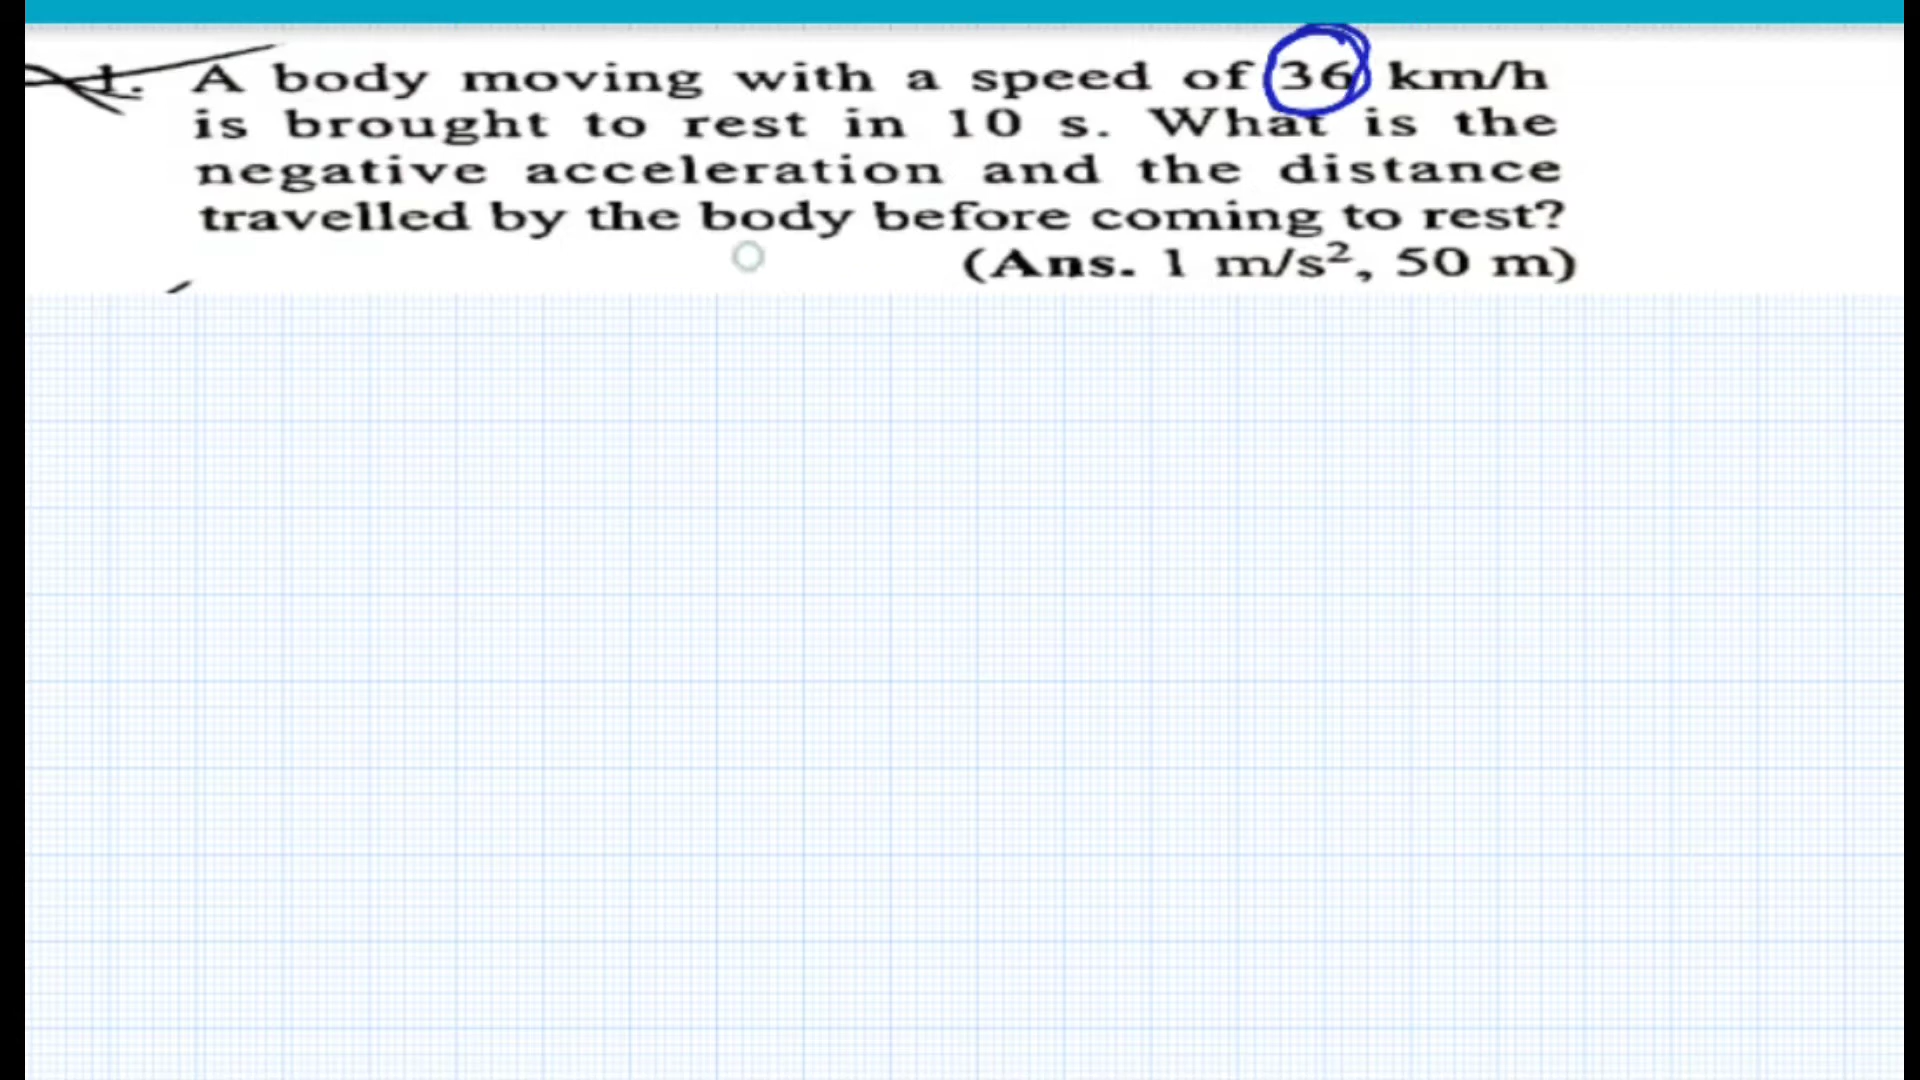 1. A body moving with a speed of 36 km/h
is brought to rest in 10 s. What is the
negative acceleration and the distance
travelled by the body before coming to rest?
(Ans. 1 m/s², 50 m)